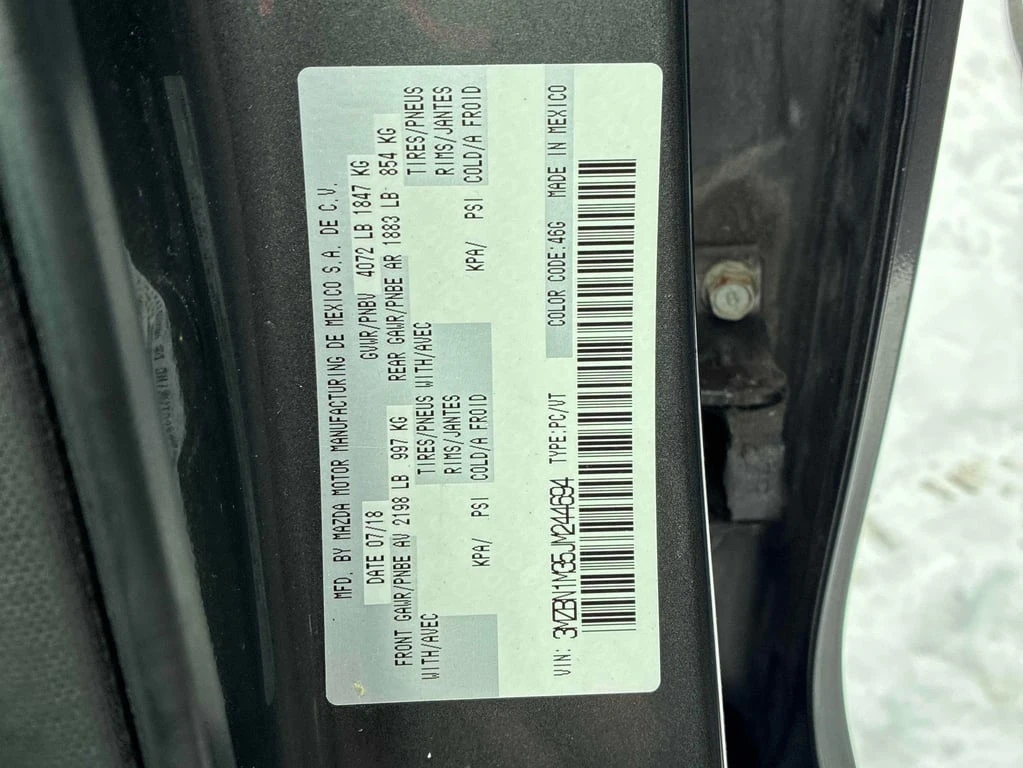 MFD. BY MAZDA MOTOR MANUFACTURING DE MEXICO S.A. DE C.V.
DATE 07/18 GVWR/PNBV 4072 LB 1847 KG
FRONT GAWR/PNBE AV 2198 LB 997 KG REAR GAWR/PNBE AR 1883 LB 854 KG
WITH/AVEC TIRES/PNEUS WITH/AVEC TIRES/PNEUS
RIMS/JANTES RIMS/JANTES
KPA/ PSI COLD/A FROID KPA/ PSI COLD/A FROID
VIN: 3MZBN1M35JM244694 TYPE:PC/VT COLOR CODE:46G MADE IN MEXICO